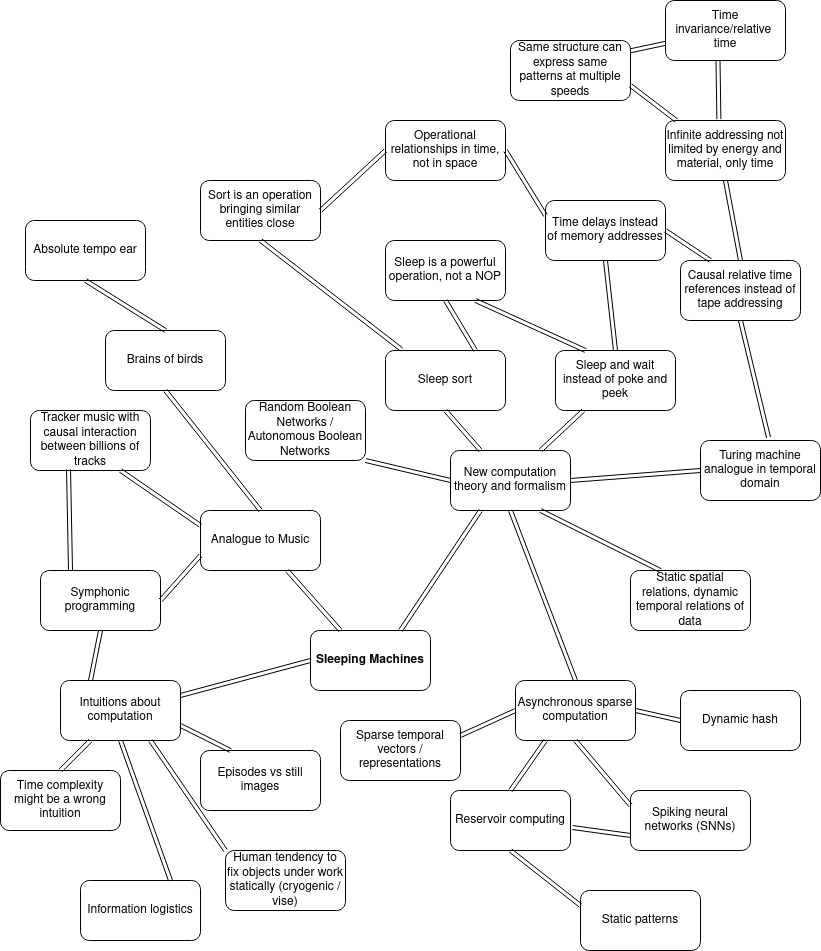 Time
invariance/relative
time
Same structure can
express same
patterns at multiple
speeds
Operational
relationships in time,
not in space
Infinite addressing not
limited by energy and
material, only time
Sort is an operation
bringing similar
entities close
Time delays instead
of memory addresses
Absolute tempo ear
Sleep is a powerful
operation, not a NOP
Causal relative time
references instead of
tape addressing
Brains of birds
Sleep sort
Sleep and wait
instead of poke and
peek
Random Boolean
Networks /
Autonomous Boolean
Networks
Tracker music with
causal interaction
between billions of
tracks
New computation
theory and formalism
Turing machine
analogue in temporal
domain
Analogue to Music
Symphonic
programming
Static spatial
relations, dynamic
temporal relations of
data
Sleeping Machines
Intuitions about
computation
Asynchronous sparse
computation
Dynamic hash
Sparse temporal
vectors /
representations
Episodes vs still
images
Time complexity
might be a wrong
intuition
Reservoir computing
Spiking neural
networks (SNNs)
Human tendency to
fix objects under work
statically (cryogenic /
vise)
Information logistics
Static patterns